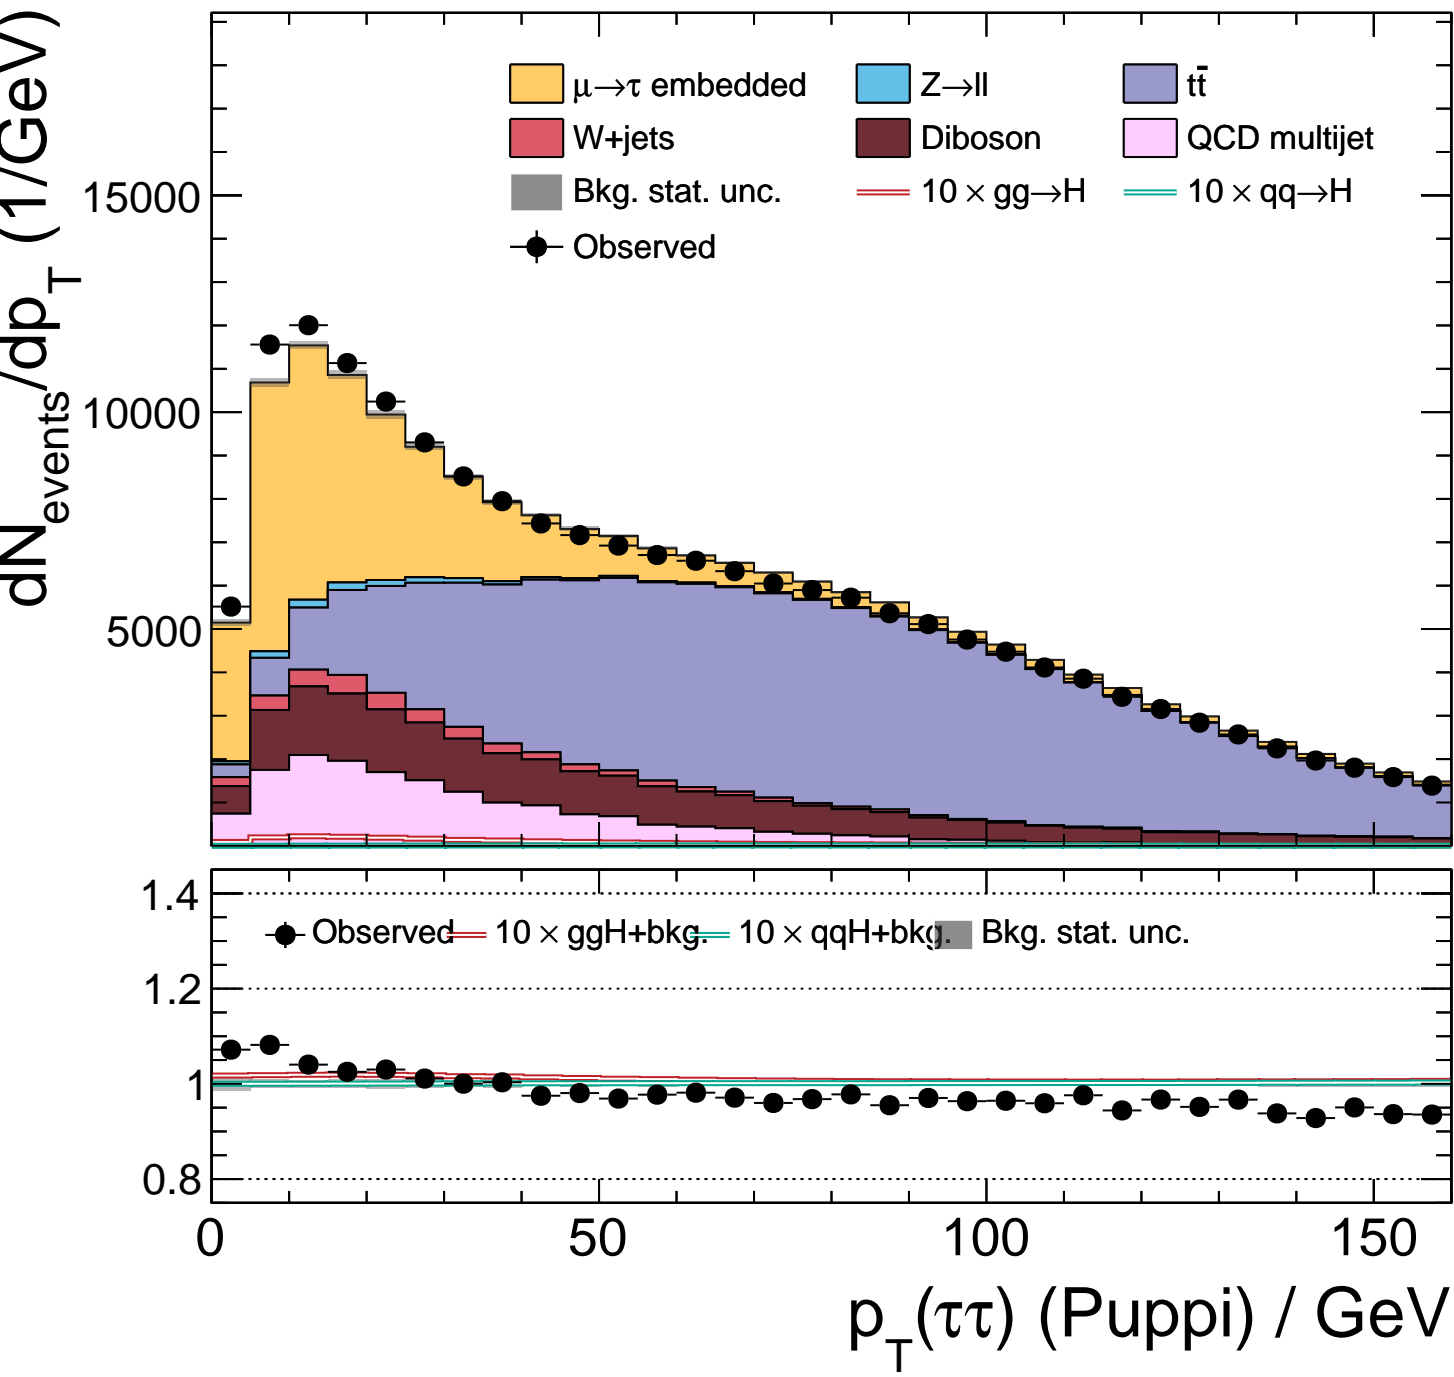 dN_events/dp_T (1/GeV)
μ→τ embedded Z→ll tt̄
W+jets Diboson QCD multijet
Bkg. stat. unc. 10 × gg→H 10 × qq→H
Observed
15000
10000
5000
1.4
Observed 10 × ggH+bkg. 10 × qqH+bkg. Bkg. stat. unc.
1.2
1
0.8
0 50 100 150
p_T(ττ) (Puppi) / GeV